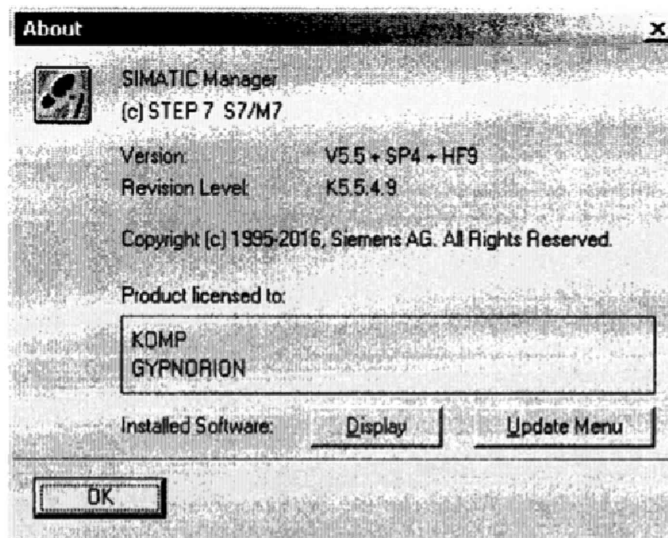 About
SIMATIC Manager
(c) STEP 7 S7/M7
Version: V5.5 + SP4 + HF9
Revision Level: K5.5.4.9
Copyright (c) 1995-2016, Siemens AG. All Rights Reserved.
Product licensed to:
KOMP
GYPNORION
Installed Software: Display Update Menu
OK